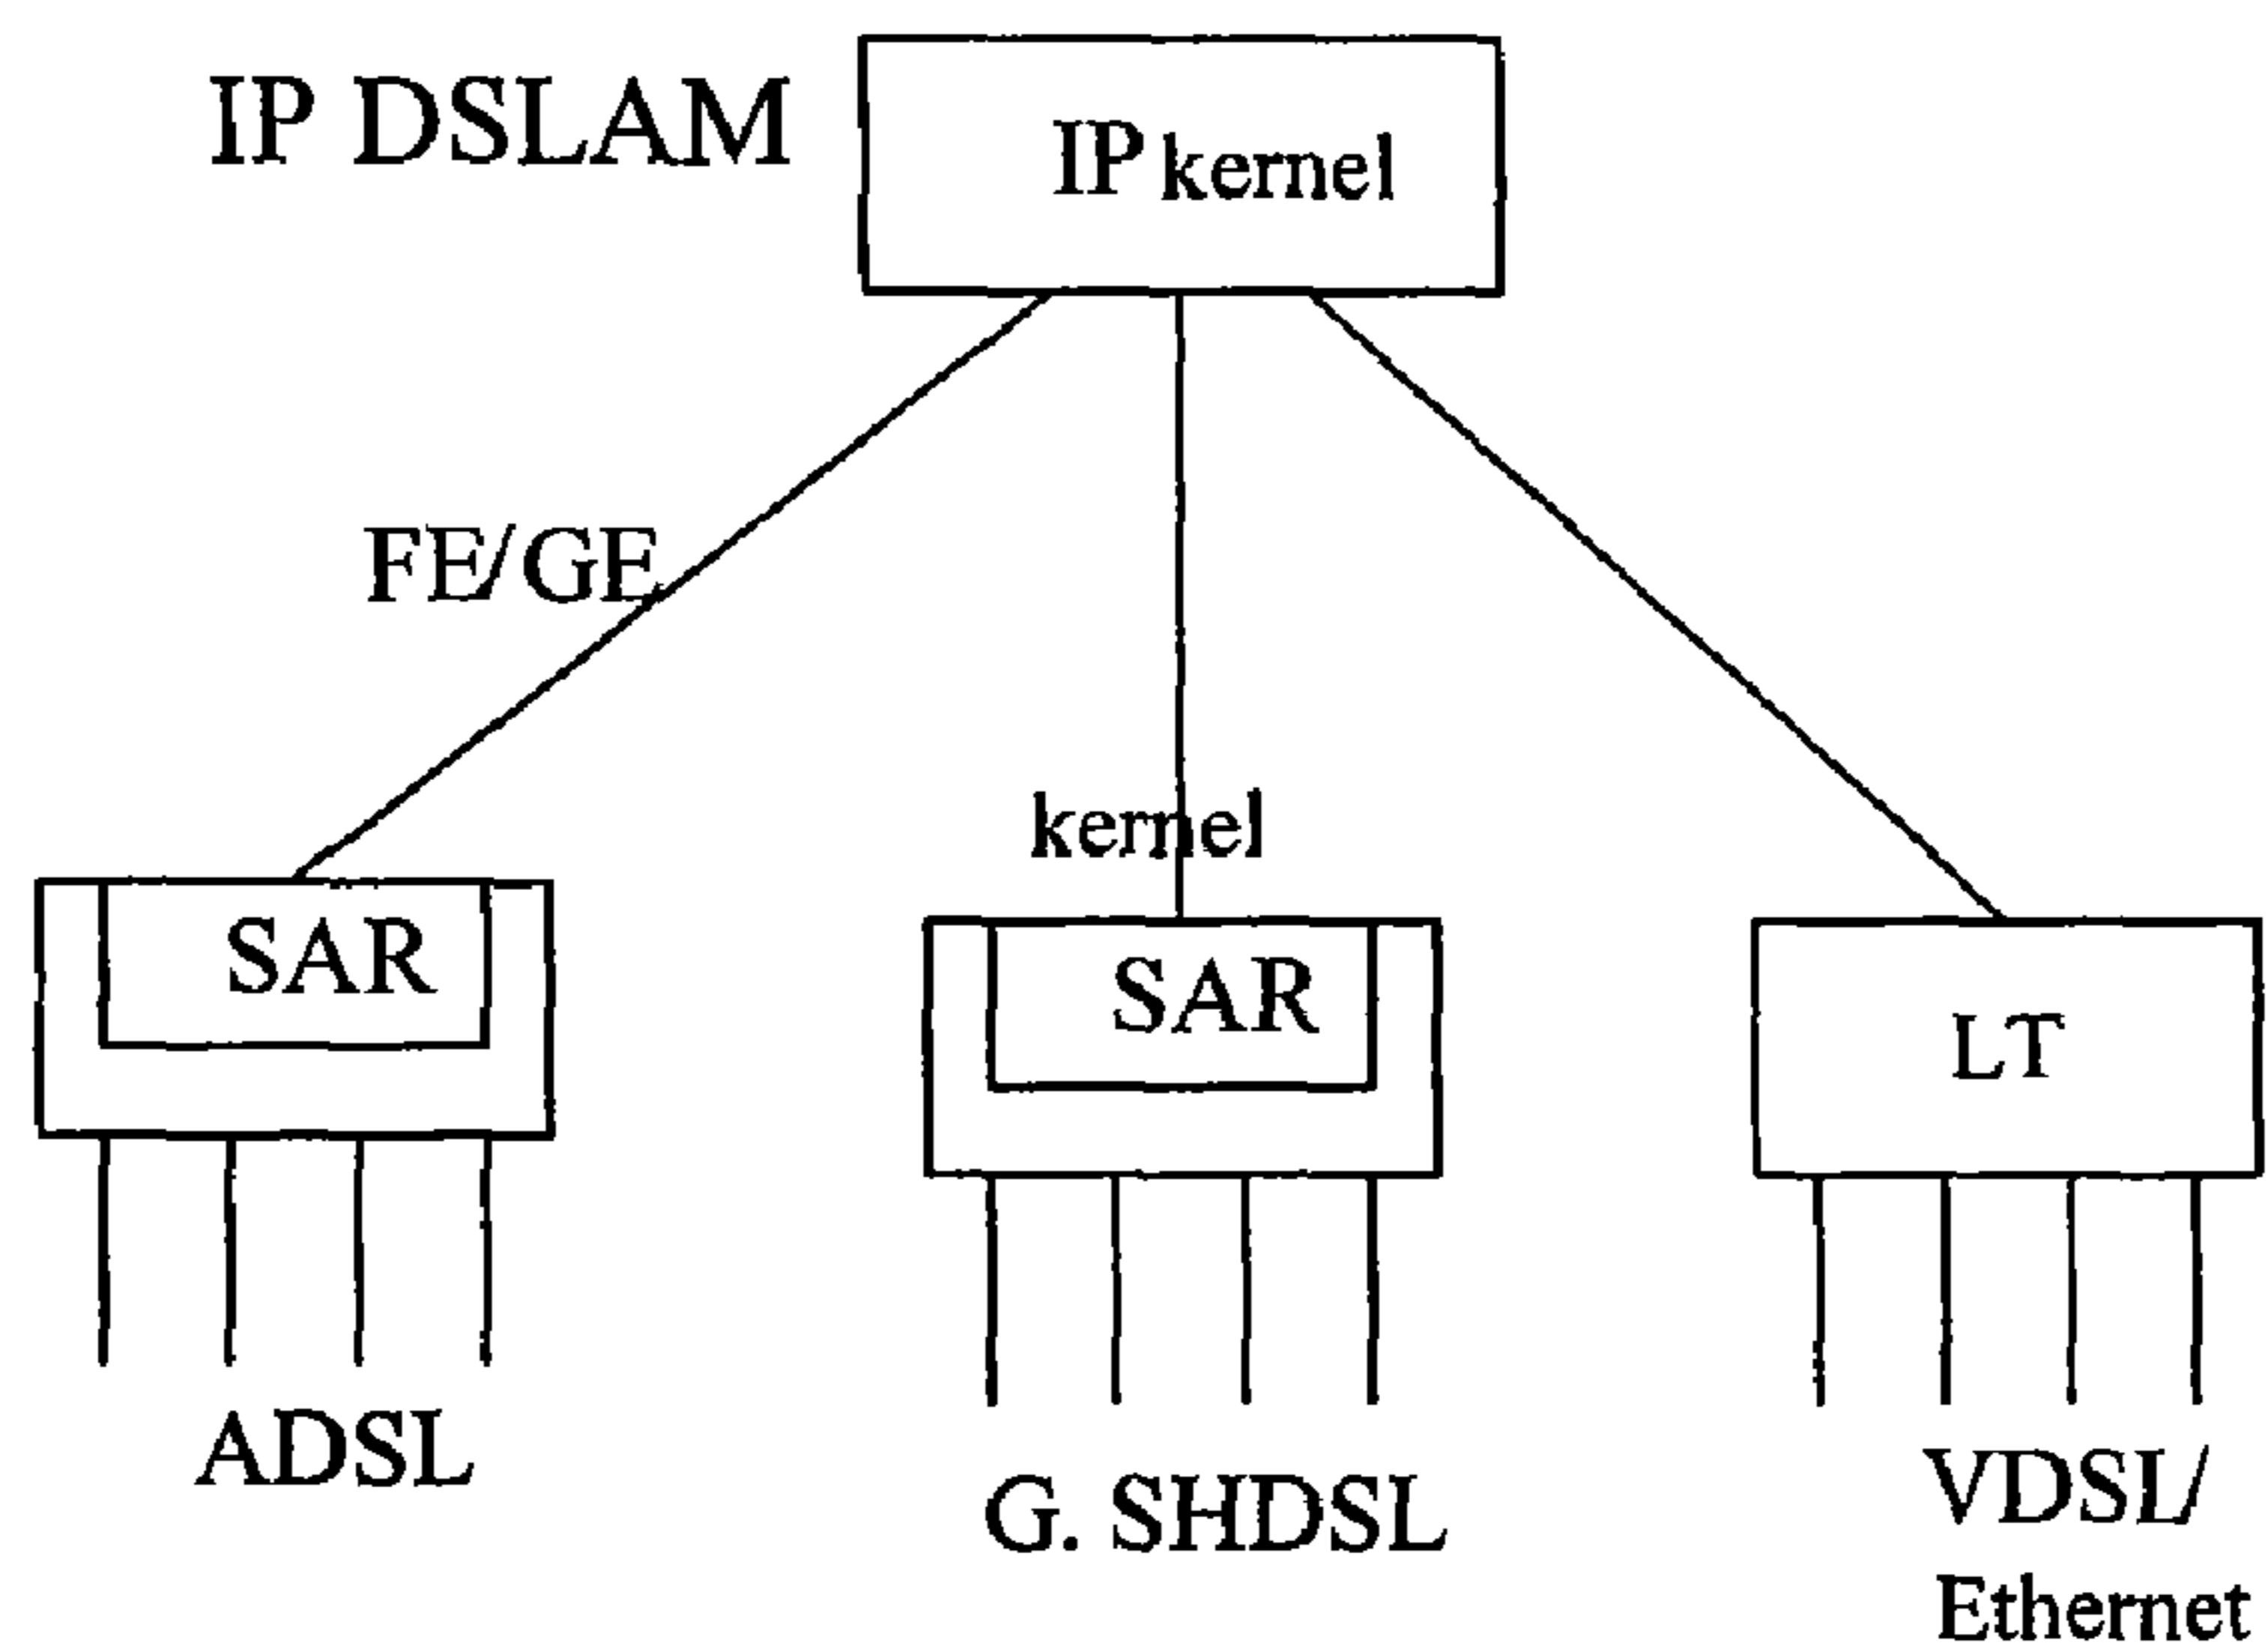 IP DSLAM
IP kernel
FE/GE
kernel
SAR
SAR
LT
ADSL
G. SHDSL
VDSL/
Ethernet